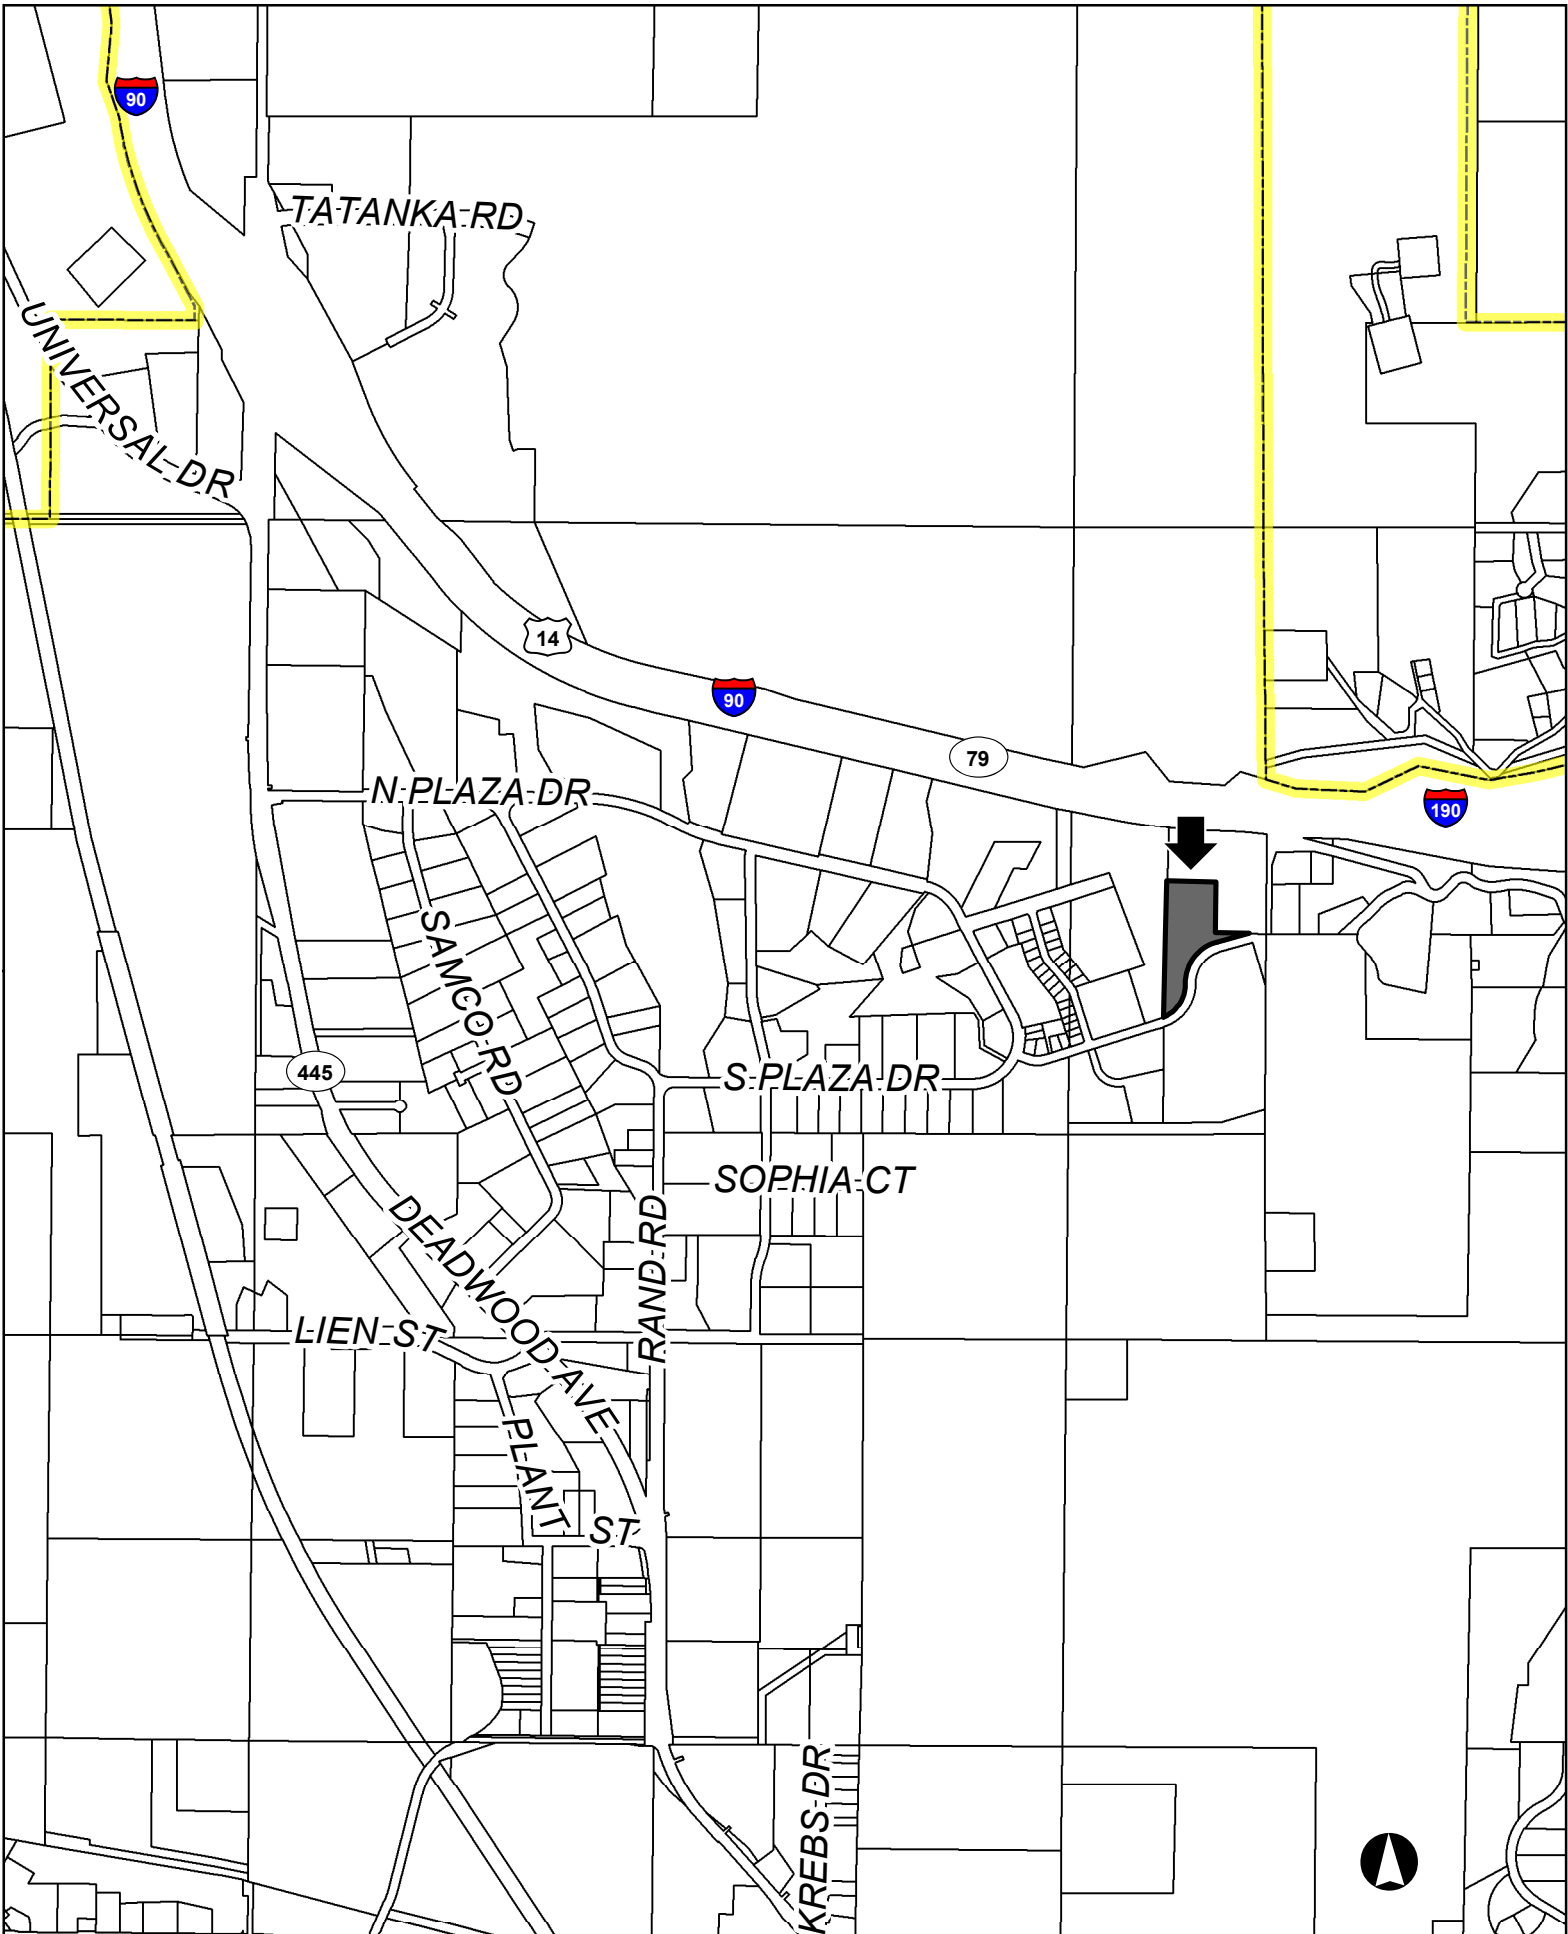 90
TATANKA RD
UNIVERSAL DR
14
90
79
N PLAZA DR
190
SAMCO RD
445
S PLAZA DR
SOPHIA CT
DEADWOOD AVE
RAND RD
LIEN ST
PLANT ST
KREBS DR